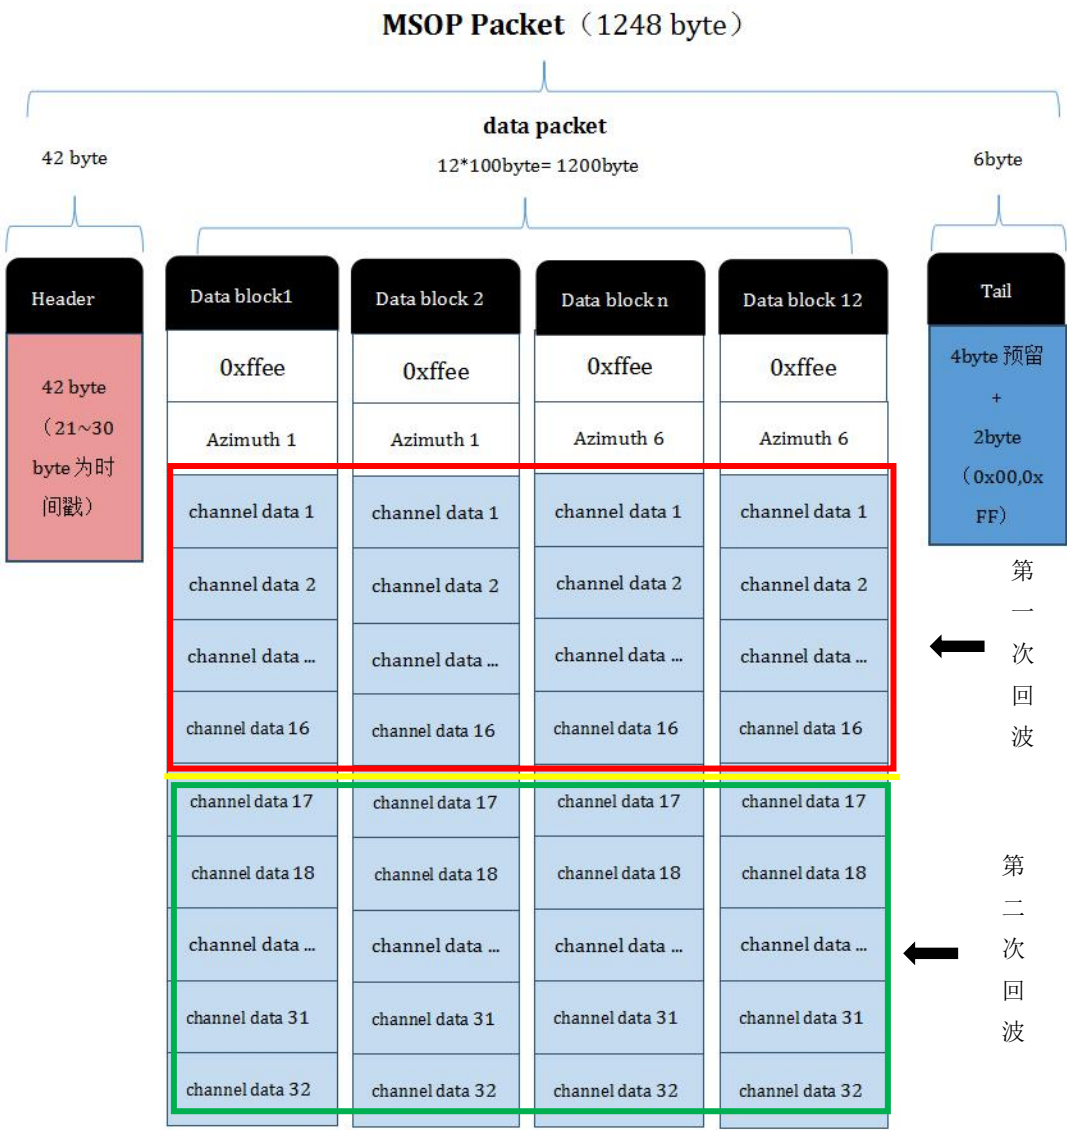 MSOP Packet（1248 byte）
data packet
42 byte
12*100byte= 1200byte
6byte
Header
42 byte
（21~30
byte 为时
间戳）
Data block1
0xffee
Azimuth 1
channel data 1
channel data 2
channel data ...
channel data 16
channel data 17
channel data 18
channel data ...
channel data 31
channel data 32
Data block 2
0xffee
Azimuth 1
channel data 1
channel data 2
channel data ...
channel data 16
channel data 17
channel data 18
channel data ...
channel data 31
channel data 32
Data block n
0xffee
Azimuth 6
channel data 1
channel data 2
channel data ...
channel data 16
channel data 17
channel data 18
channel data ...
channel data 31
channel data 32
Data block 12
0xffee
Azimuth 6
channel data 1
channel data 2
channel data ...
channel data 16
channel data 17
channel data 18
channel data ...
channel data 31
channel data 32
Tail
4byte 预留
+
2byte
（0x00,0x
FF）
第一次回波
第二次回波